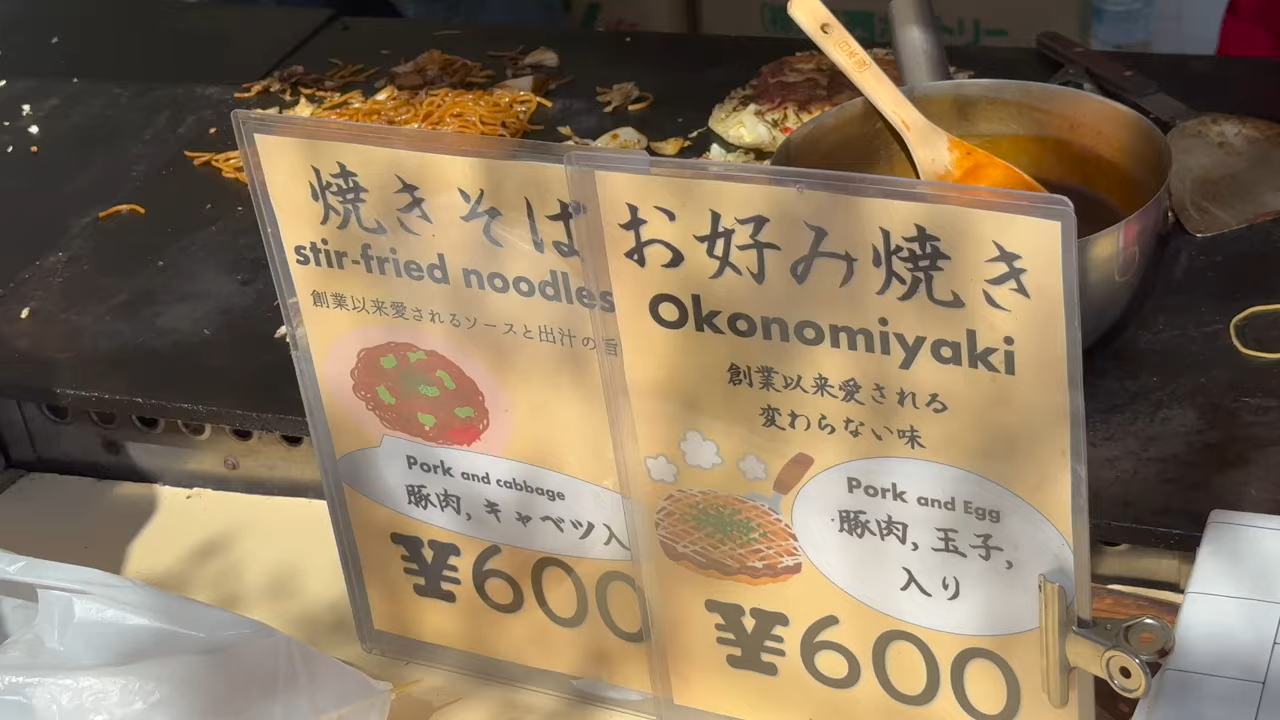 焼きそば
stir-fried noodles
創業以来愛されるソースと出汁の旨
Pork and cabbage
豚肉, キャベツ入
¥600
お好み焼き
Okonomiyaki
創業以来愛される
変わらない味
Pork and Egg
豚肉, 玉子,
入り
¥600